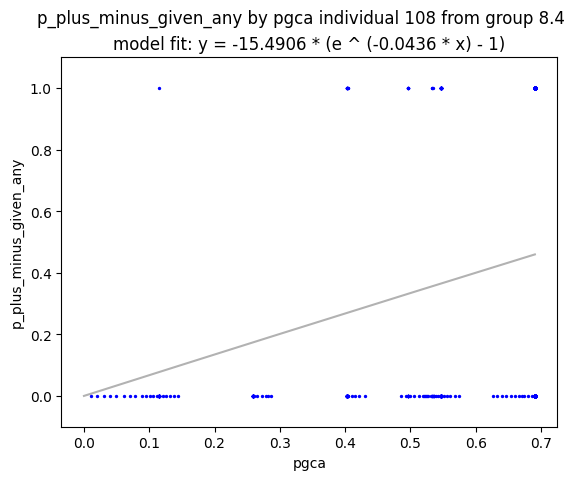 p_plus_minus_given_any by pgca individual 108 from group 8.4
model fit: y = -15.4906 * (e ^ (-0.0436 * x) - 1)
1.0
0.8
0.6
0.4
0.2
0.0
p_plus_minus_given_any
0.0 0.1 0.2 0.3 0.4 0.5 0.6 0.7
pgca